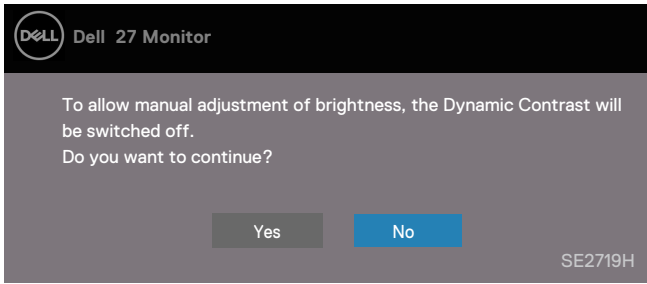 DELL Dell 27 Monitor
To allow manual adjustment of brightness, the Dynamic Contrast will
be switched off.
Do you want to continue?
Yes No
SE2719H